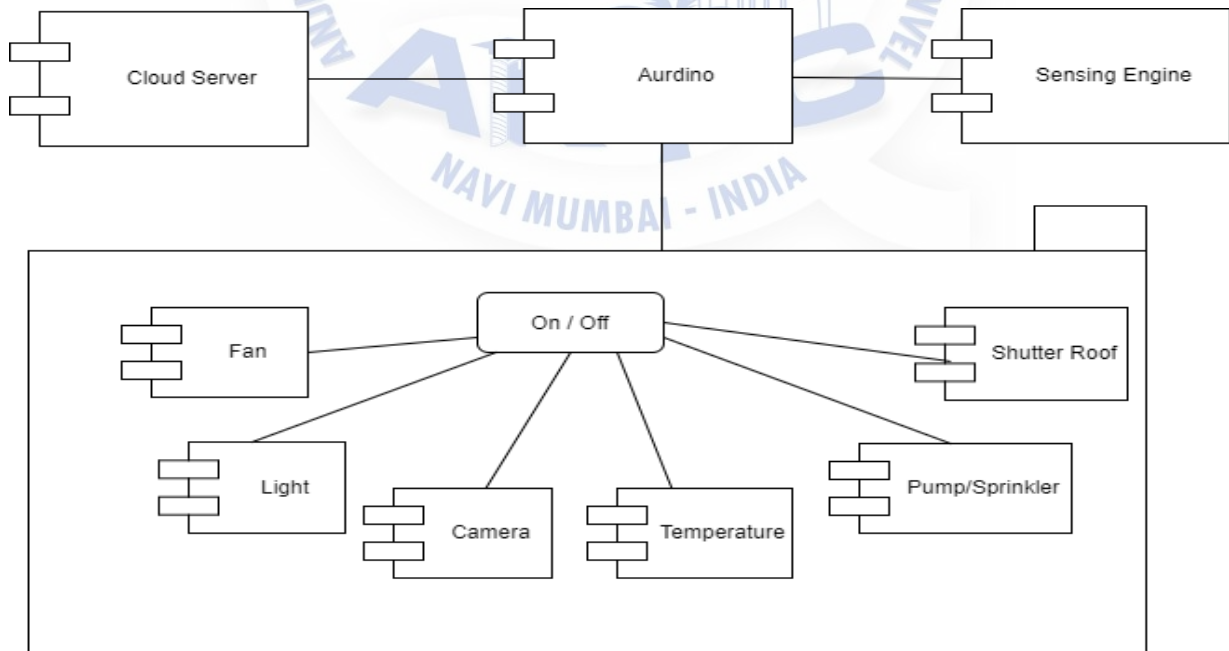 Cloud Server
Aurdino
Sensing Engine
NAVI MUMBAI - INDIA
On / Off
Fan
Shutter Roof
Light
Pump/Sprinkler
Camera
Temperature